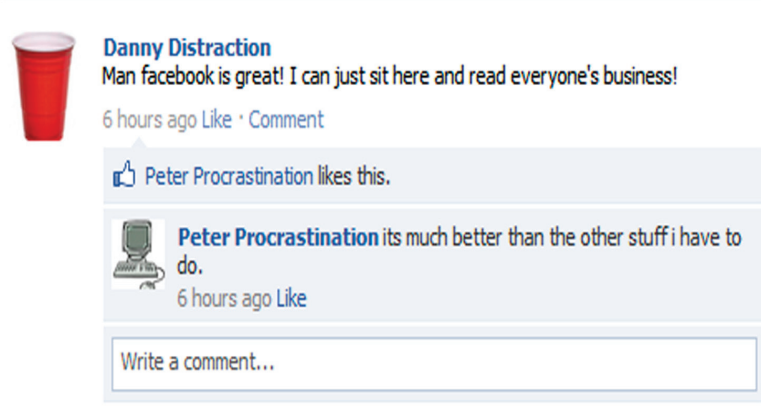 Danny Distraction
Man facebook is great! I can just sit here and read everyone's business!
6 hours ago Like · Comment
Peter Procrastination likes this.
Peter Procrastination its much better than the other stuff i have to
do.
6 hours ago Like
Write a comment...